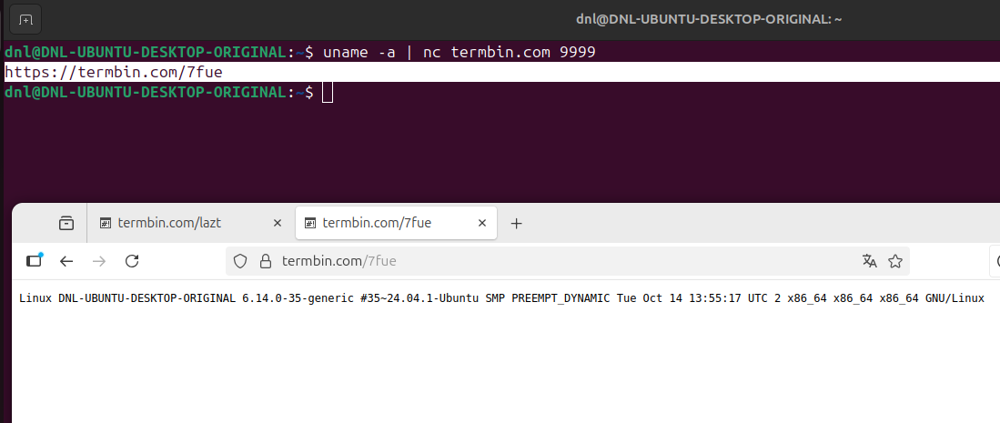 dnl@DNL-UBUNTU-DESKTOP-ORIGINAL: ~
dnl@DNL-UBUNTU-DESKTOP-ORIGINAL:~$ uname -a | nc termbin.com 9999
https://termbin.com/7fue
dnl@DNL-UBUNTU-DESKTOP-ORIGINAL:~$
termbin.com/lazt
termbin.com/7fue
termbin.com/7fue
Linux DNL-UBUNTU-DESKTOP-ORIGINAL 6.14.0-35-generic #35~24.04.1-Ubuntu SMP PREEMPT_DYNAMIC Tue Oct 14 13:55:17 UTC 2 x86_64 x86_64 x86_64 GNU/Linux